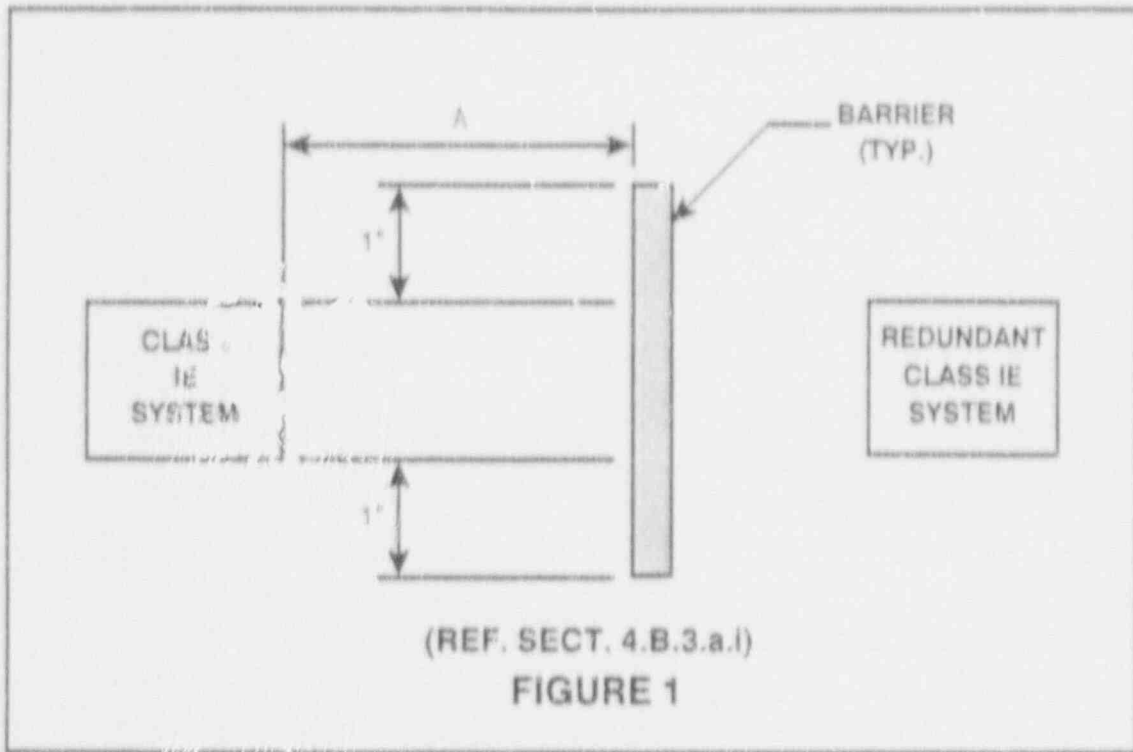 A
BARRIER
(TYP.)
1"
CLAS
IE
SYSTEM
REDUNDANT
CLASS IE
SYSTEM
1"
(REF. SECT. 4.B.3.a.i)
FIGURE 1